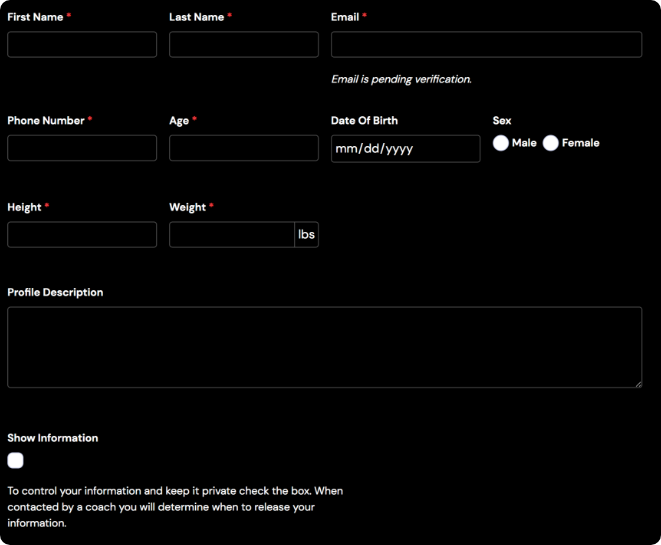 First Name *
Last Name *
Email *
Email is pending verification.
Phone Number *
Age *
Date Of Birth
Sex
mm/dd/yyyy
Male
Female
Height *
Weight *
lbs
Profile Description
Show Information
To control your information and keep it private check the box. When
contacted by a coach you will determine when to release your
information.